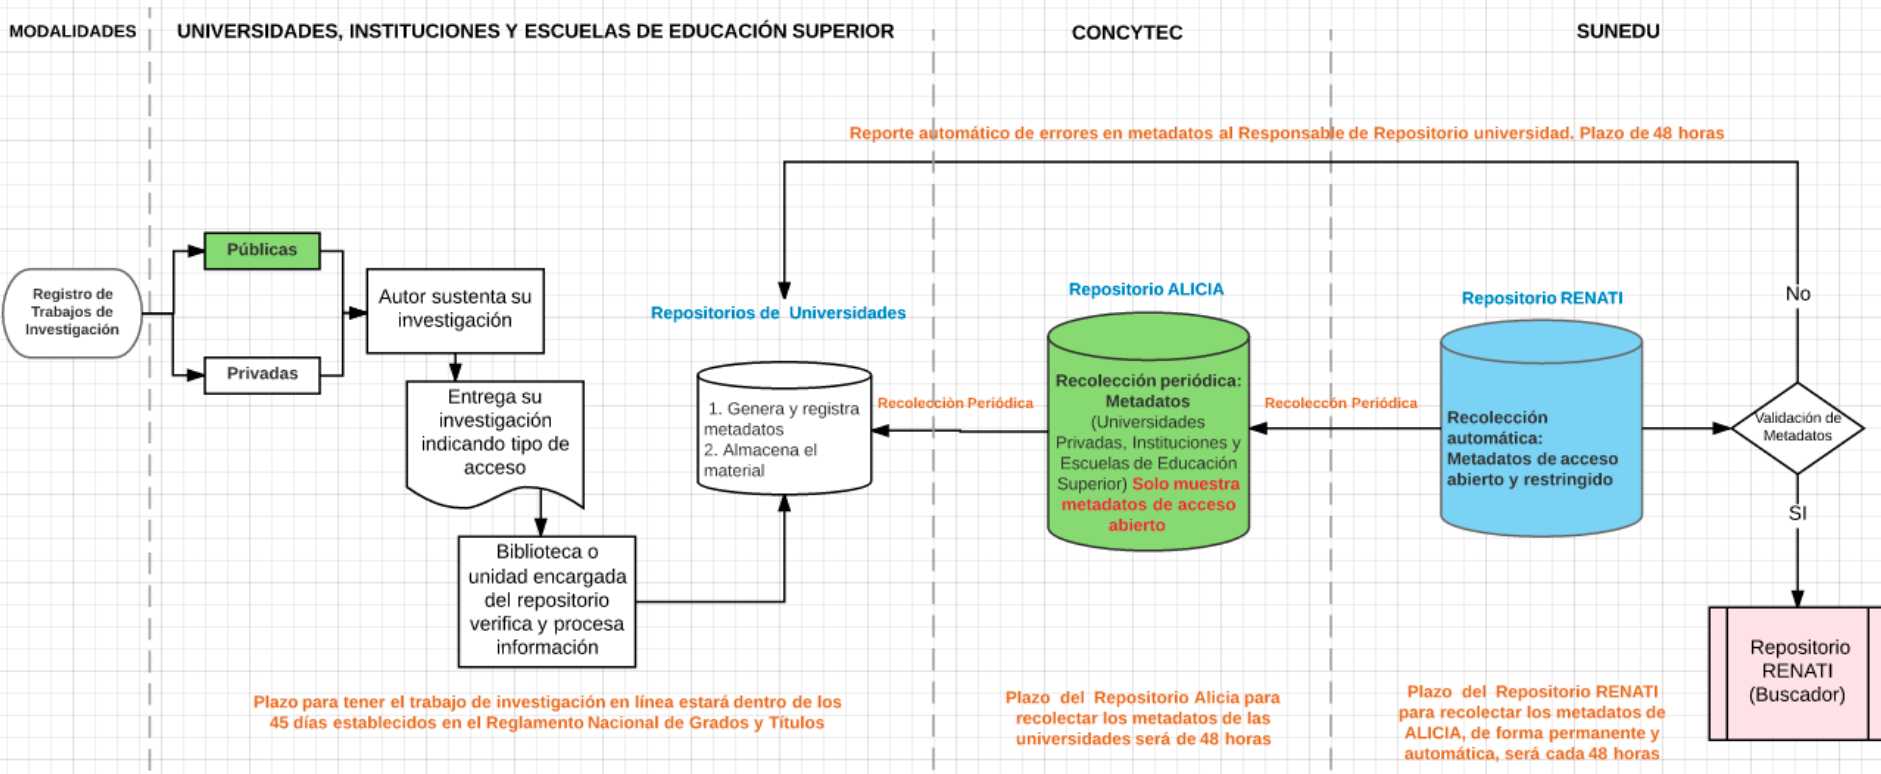 MODALIDADES
UNIVERSIDADES, INSTITUCIONES Y ESCUELAS DE EDUCACIÓN SUPERIOR
CONCYTEC
SUNEDU
Reporte automático de errores en metadatos al Responsable de Repositorio universidad. Plazo de 48 horas
Registro de
Trabajos de
Investigación
Públicas
Privadas
Autor sustenta su
investigación
Entrega su
investigación
indicando tipo de
acceso
Biblioteca o
unidad encargada
del repositorio
verifica y procesa
información
Repositorios de Universidades
1. Genera y registra
metadatos
2. Almacena el
material
Recolecciòn Periódica
Repositorio ALICIA
Recolección periódica:
Metadatos
(Universidades
Privadas, Instituciones y
Escuelas de Educación
Superior) Solo muestra
metadatos de acceso
abierto
Recoleccón Periódica
Repositorio RENATI
Recolección
automática:
Metadatos de acceso
abierto y restringido
No
Validación de
Metadatos
SI
Repositorio
RENATI
(Buscador)
Plazo para tener el trabajo de investigación en línea estará dentro de los
45 días establecidos en el Reglamento Nacional de Grados y Títulos
Plazo del Repositorio Alicia para
recolectar los metadatos de las
universidades será de 48 horas
Plazo del Repositorio RENATI
para recolectar los metadatos de
ALICIA, de forma permanente y
automática, será cada 48 horas